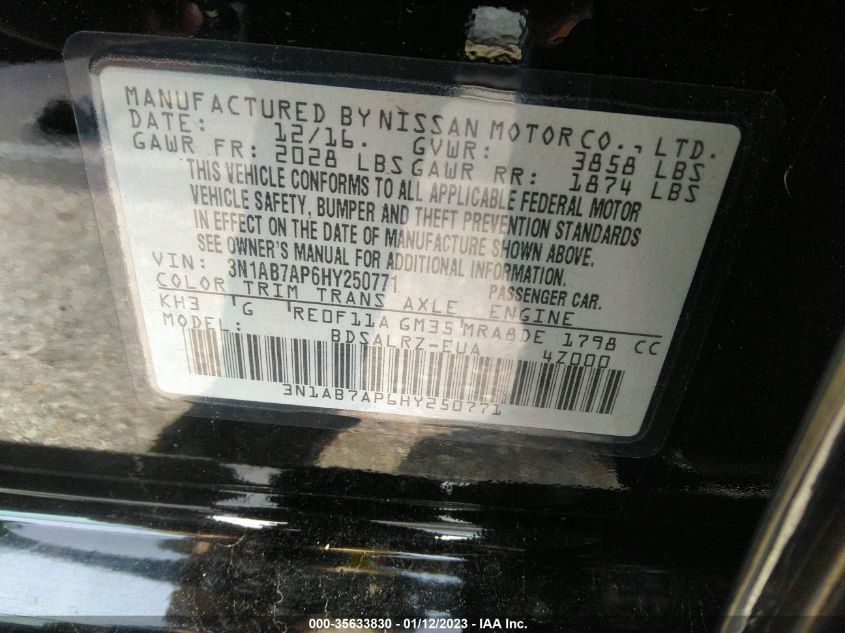 MANUFACTURED BY NISSAN MOTOR CO., LTD.
DATE: 12/16. GVWR: 3858 LBS
GAWR FR: 2028 LBS GAWR RR: 1874 LBS
THIS VEHICLE CONFORMS TO ALL APPLICABLE FEDERAL MOTOR
VEHICLE SAFETY, BUMPER AND THEFT PREVENTION STANDARDS
IN EFFECT ON THE DATE OF MANUFACTURE SHOWN ABOVE.
SEE OWNER'S MANUAL FOR ADDITIONAL INFORMATION.
VIN: 3N1AB7AP6HY250771 PASSENGER CAR.
COLOR TRIM TRANS AXLE ENGINE
KH3 G RE0F11A GM35 MRA8DE 1798 CC
MODEL: BDSALRZ-EUA 4Z000
3N1AB7AP6HY250771
000-35633830 - 01/12/2023 - IAA Inc.